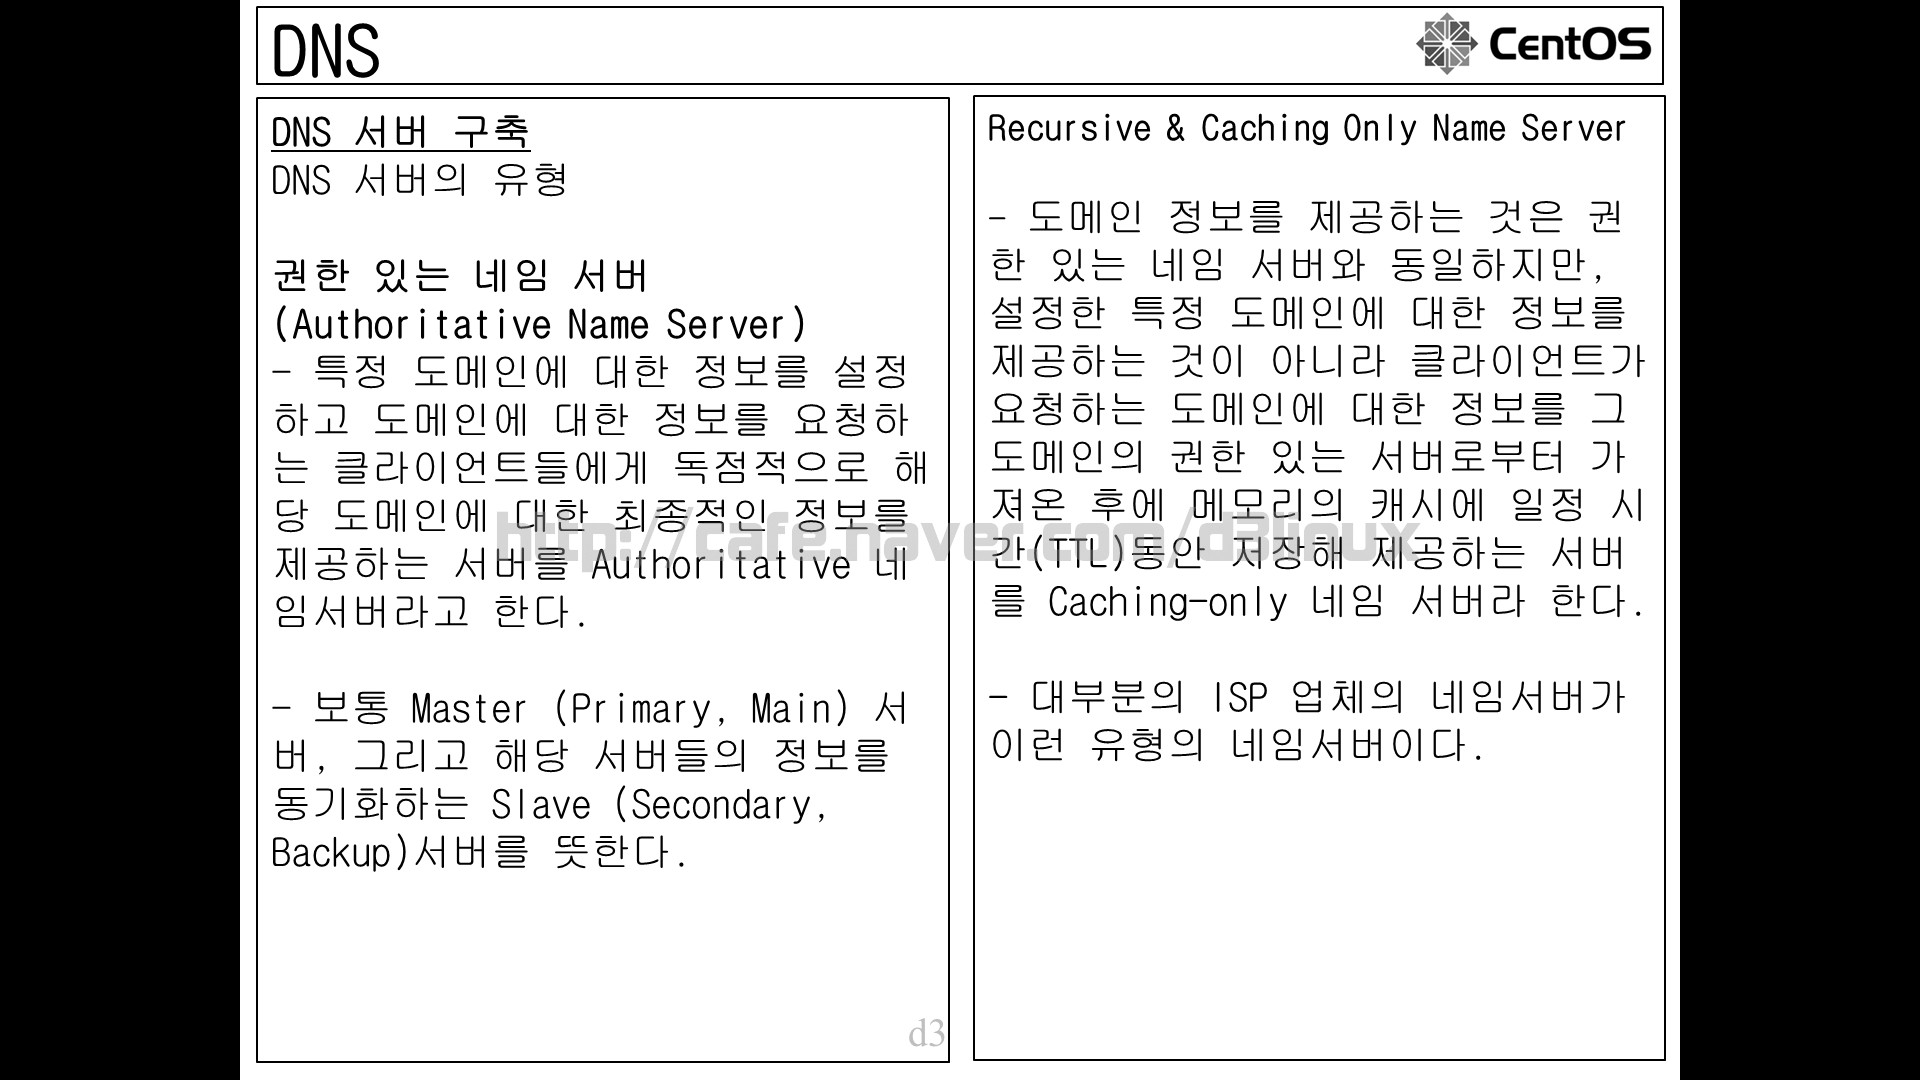 DNS
CentOS
DNS 서버 구축
DNS 서버의 유형
권한 있는 네임 서버
(Authoritative Name Server)
- 특정 도메인에 대한 정보를 설정
하고 도메인에 대한 정보를 요청하
는 클라이언트들에게 독점적으로 해
당 도메인에 대한 최종적인 정보를
제공하는 서버를 Authoritative 네
임서버라고 한다.
- 보통 Master (Primary, Main) 서
버, 그리고 해당 서버들의 정보를
동기화하는 Slave (Secondary,
Backup)서버를 뜻한다.
d3
Recursive & Caching Only Name Server
- 도메인 정보를 제공하는 것은 권
한 있는 네임 서버와 동일하지만,
설정한 특정 도메인에 대한 정보를
제공하는 것이 아니라 클라이언트가
요청하는 도메인에 대한 정보를 그
도메인의 권한 있는 서버로부터 가
져온 후에 메모리의 캐시에 일정 시
간(TTL)동안 저장해 제공하는 서버
를 Caching-only 네임 서버라 한다.
- 대부분의 ISP 업체의 네임서버가
이런 유형의 네임서버이다.
http://cafe.naver.com/d3lioux